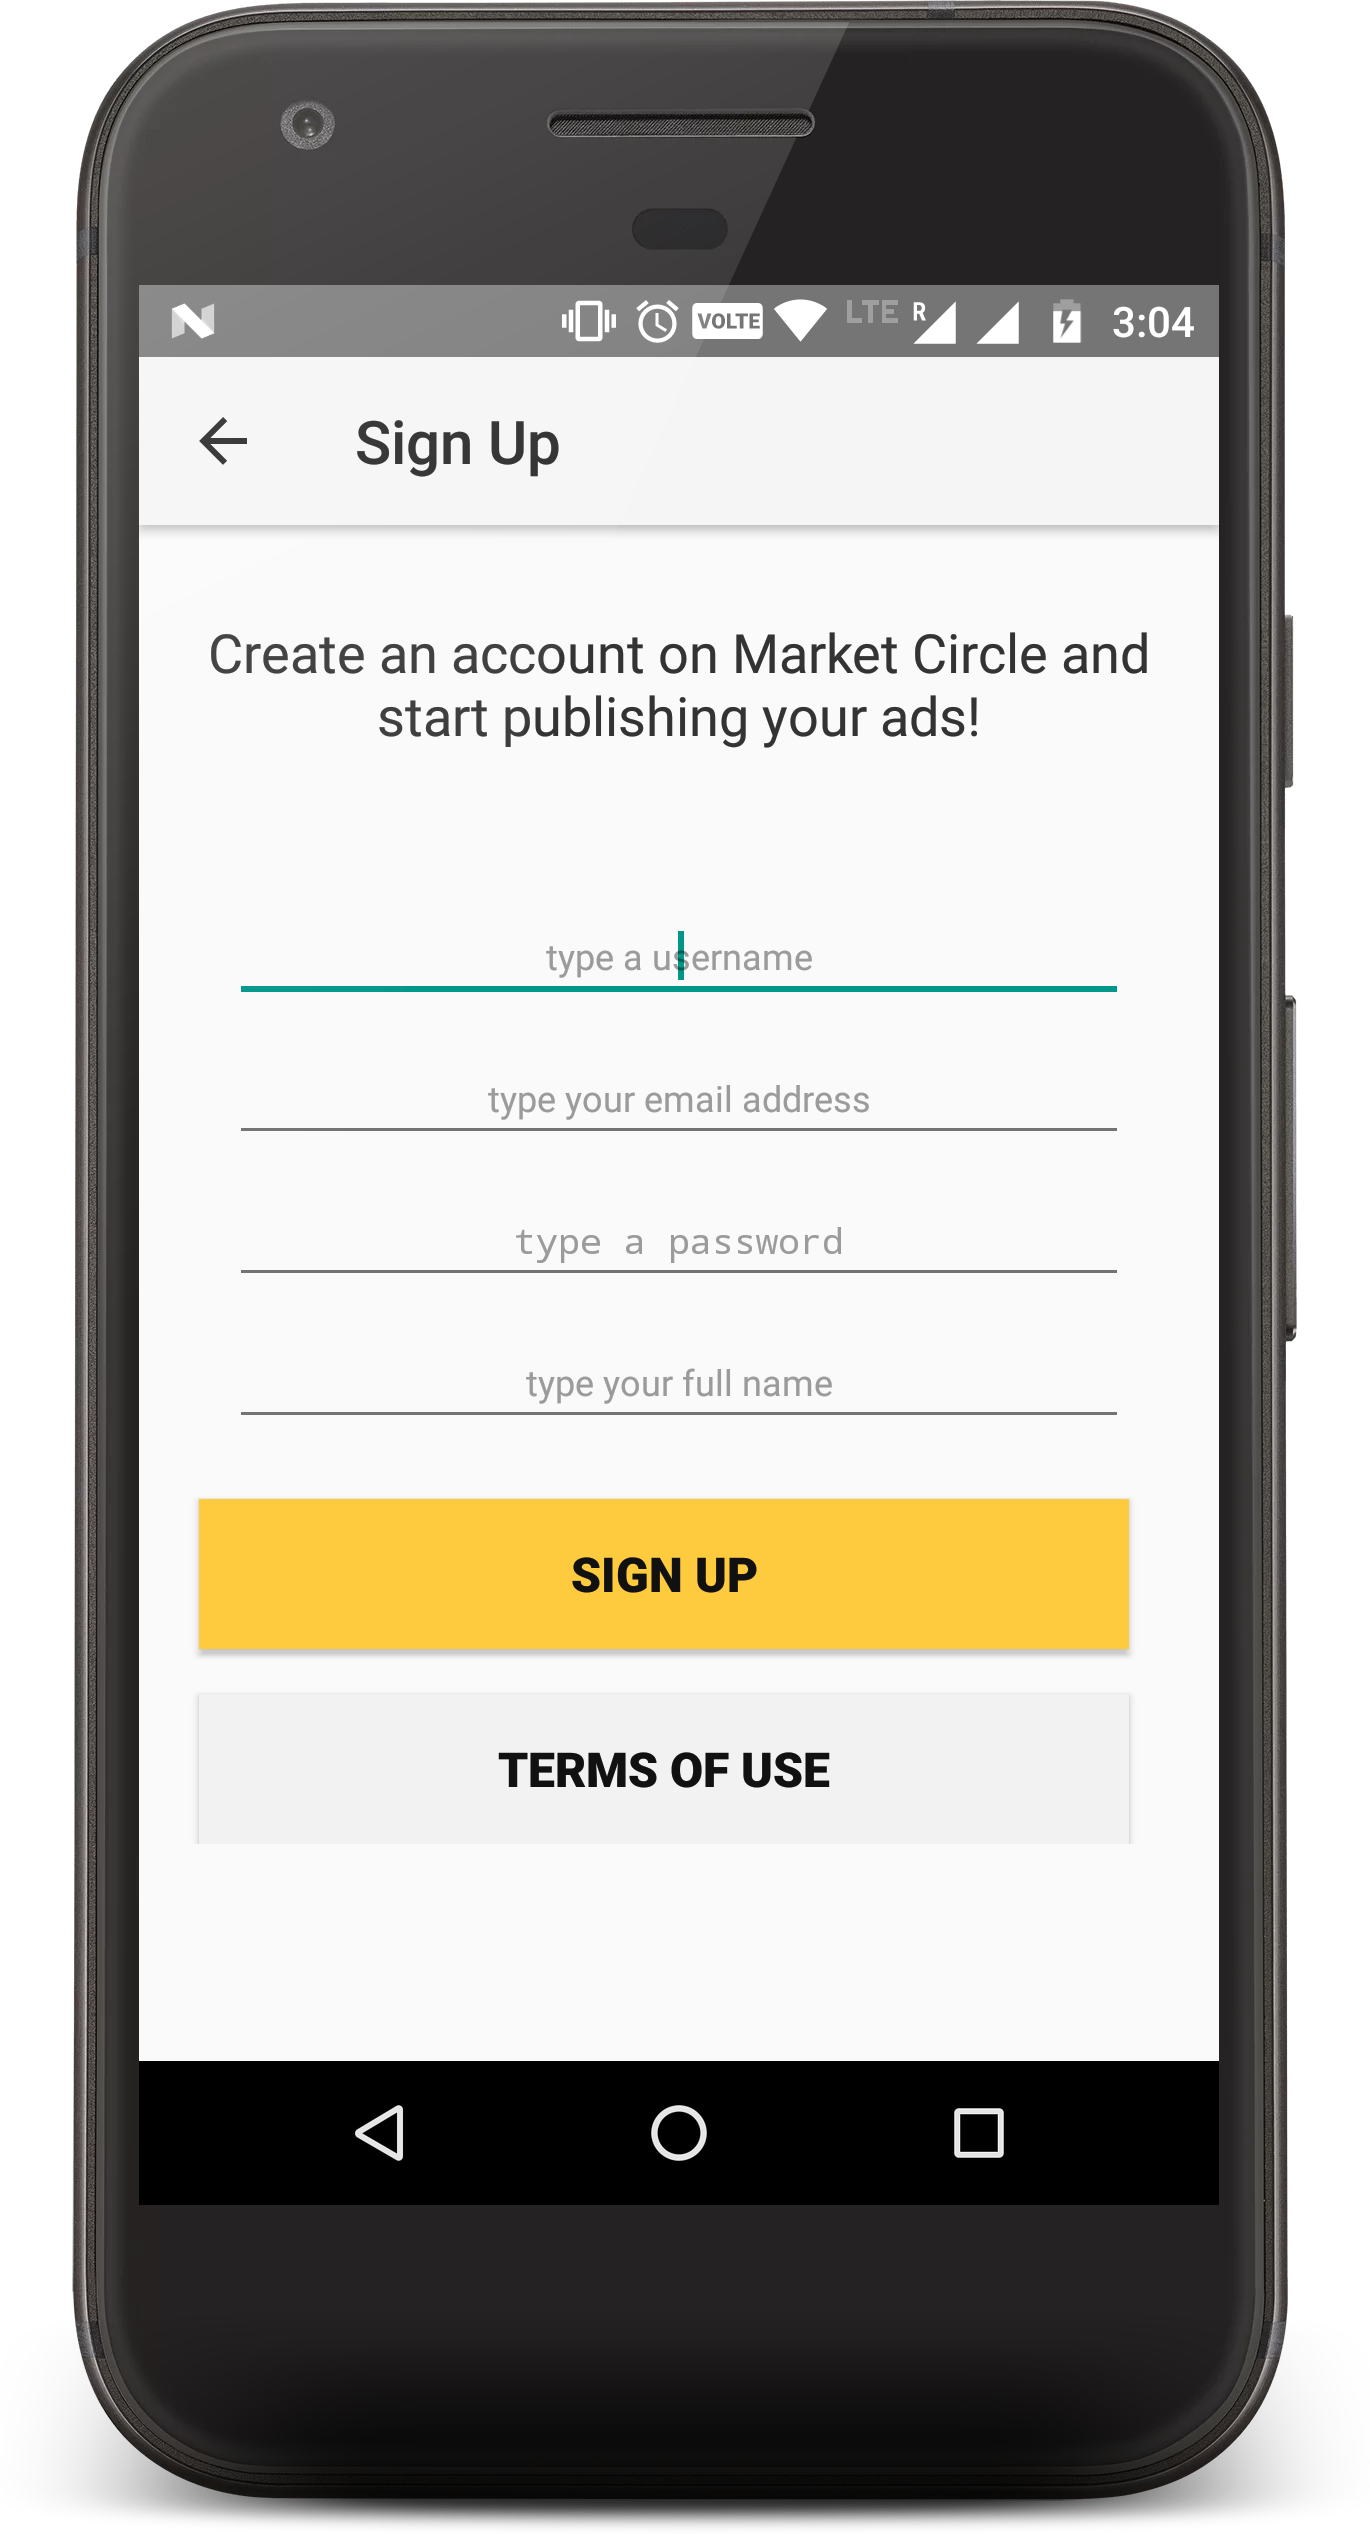 VOLTE LTE R 3:04
Sign Up
Create an account on Market Circle and
start publishing your ads!
type a username
type your email address
type a password
type your full name
SIGN UP
TERMS OF USE